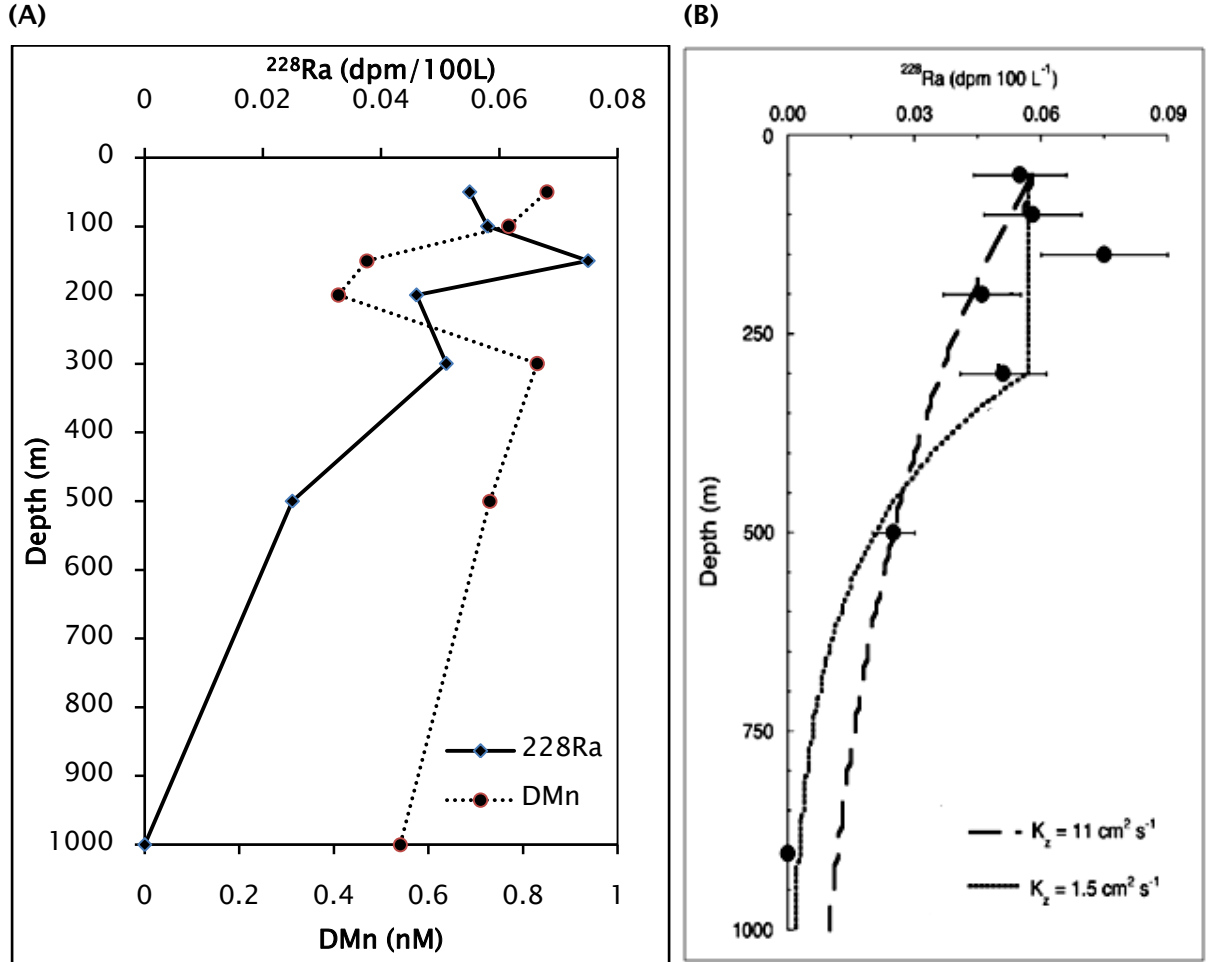 (A)
²²⁸Ra (dpm/100L)
0 0.02 0.04 0.06 0.08
0
100
200
300
400
500
600
700
800
900
1000
Depth (m)
228Ra
DMn
0 0.2 0.4 0.6 0.8 1
DMn (nM)
(B)
²²⁸Ra (dpm 100 L⁻¹)
0.00 0.03 0.06 0.09
0
250
500
750
1000
Depth (m)
K_z = 11 cm² s⁻¹
K_z = 1.5 cm² s⁻¹